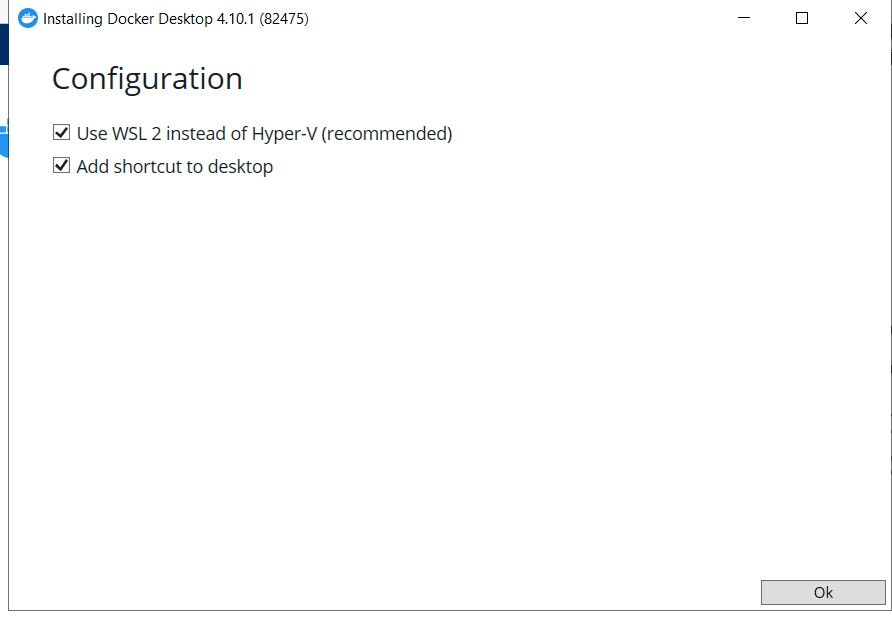 Installing Docker Desktop 4.10.1 (82475)
Configuration
Use WSL 2 instead of Hyper-V (recommended)
Add shortcut to desktop
Ok